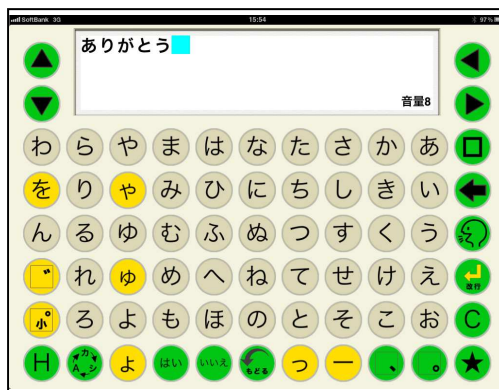 SoftBank 3G 15:54 97%
ありがとう
音量8
わ ら や ま は な た さ か あ
を り ゃ み ひ に ち し き い
ん る ゆ む ふ ぬ つ す く う
゛ れ ゅ め へ ね て せ け え 改行
小゜ ろ よ も ほ の と そ こ お C
H カナ A シ ょ はい いいえ もどる っ ー 、 。